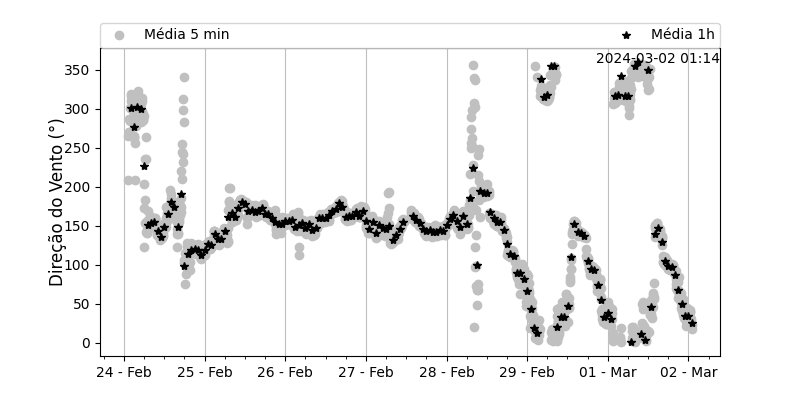 Média 5 min
Média 1h
2024-03-02 01:14
Direção do Vento (°)
350
300
250
200
150
100
50
0
24 - Feb
25 - Feb
26 - Feb
27 - Feb
28 - Feb
29 - Feb
01 - Mar
02 - Mar